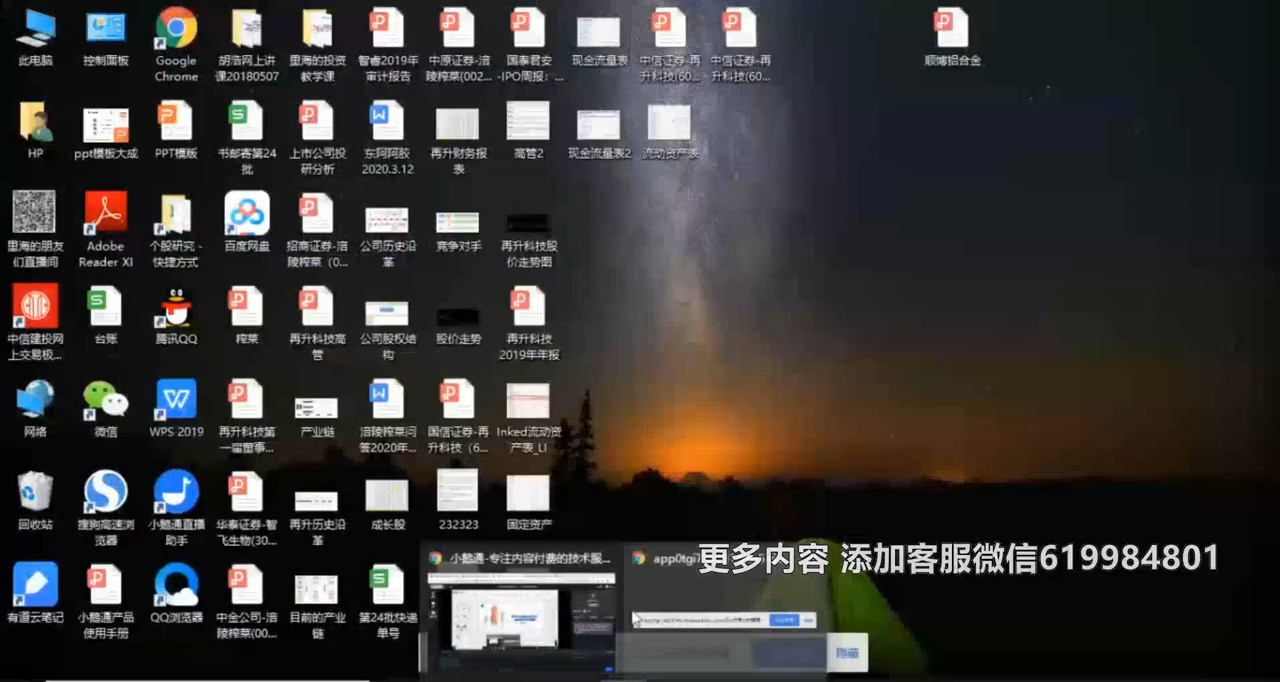 此电脑
控制面板
Google
Chrome
胡浩网上讲
课20180507
里海的投资
教学课
智睿2019年
审计报告
中原证券-涪
陵榨菜(002...
国泰君安
-IPO周报：...
现金流量表
中信证券-再
升科技(60...
中信证券-再
升科技(60...
顺博铝合金
HP
ppt模板大成
PPT模版
书邮寄第24
批
上市公司投
研分析
东阿阿胶
2020.3.12
再升财务报
表
高管2
现金流量表2
流动资产表
里海的朋友
们直播间
Adobe
Reader XI
个股研究 -
快捷方式
百度网盘
招商证券-涪
陵榨菜（0...
公司历史沿
革
竞争对手
再升科技股
价走势图
中信建投网
上交易极...
台账
腾讯QQ
榨菜
再升科技高
管
公司股权结
构
股价走势
再升科技
2019年年报
网络
微信
WPS 2019
再升科技第
一届董事...
产业链
涪陵榨菜问
答2020年...
国信证券-再
升科技（6...
Inked流动资
产表_LI
回收站
搜狗高速浏
览器
小鹅通直播
助手
华泰证券-智
飞生物(30...
再升历史沿
革
成长股
232323
固定资产
有道云笔记
小鹅通产品
使用手册
QQ浏览器
中金公司-涪
陵榨菜(00...
目前的产业
链
第24批快递
单号
小鹅通-专注内容付费的技术服...
app0tgi
更多内容 添加客服微信619984801
隐藏